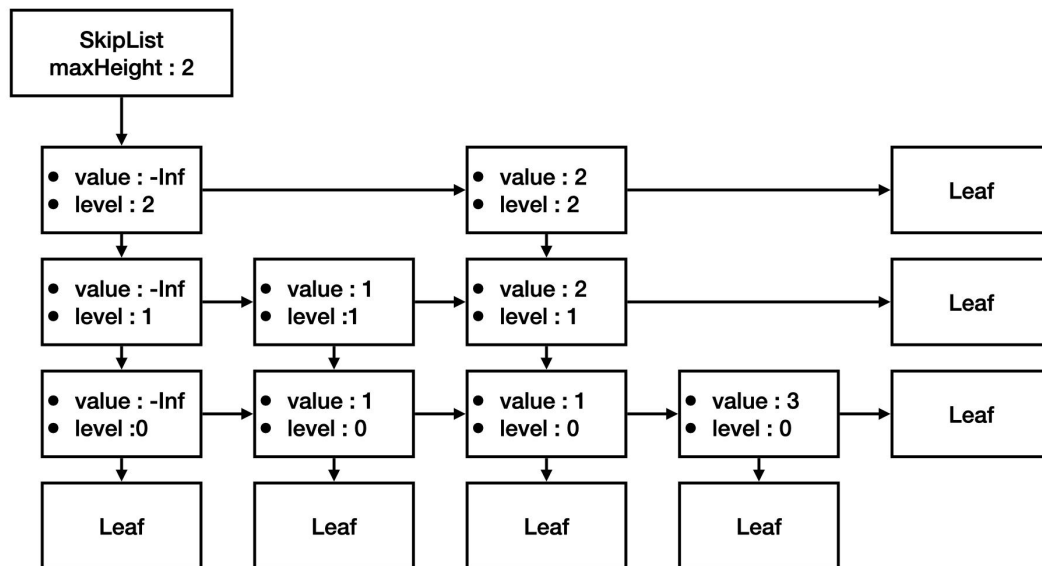 SkipList
maxHeight : 2
• value : -Inf
• level : 2
• value : 2
• level : 2
Leaf
• value : -Inf
• level : 1
• value : 1
• level :1
• value : 2
• level : 1
Leaf
• value : -Inf
• level :0
• value : 1
• level : 0
• value : 1
• level : 0
• value : 3
• level : 0
Leaf
Leaf
Leaf
Leaf
Leaf